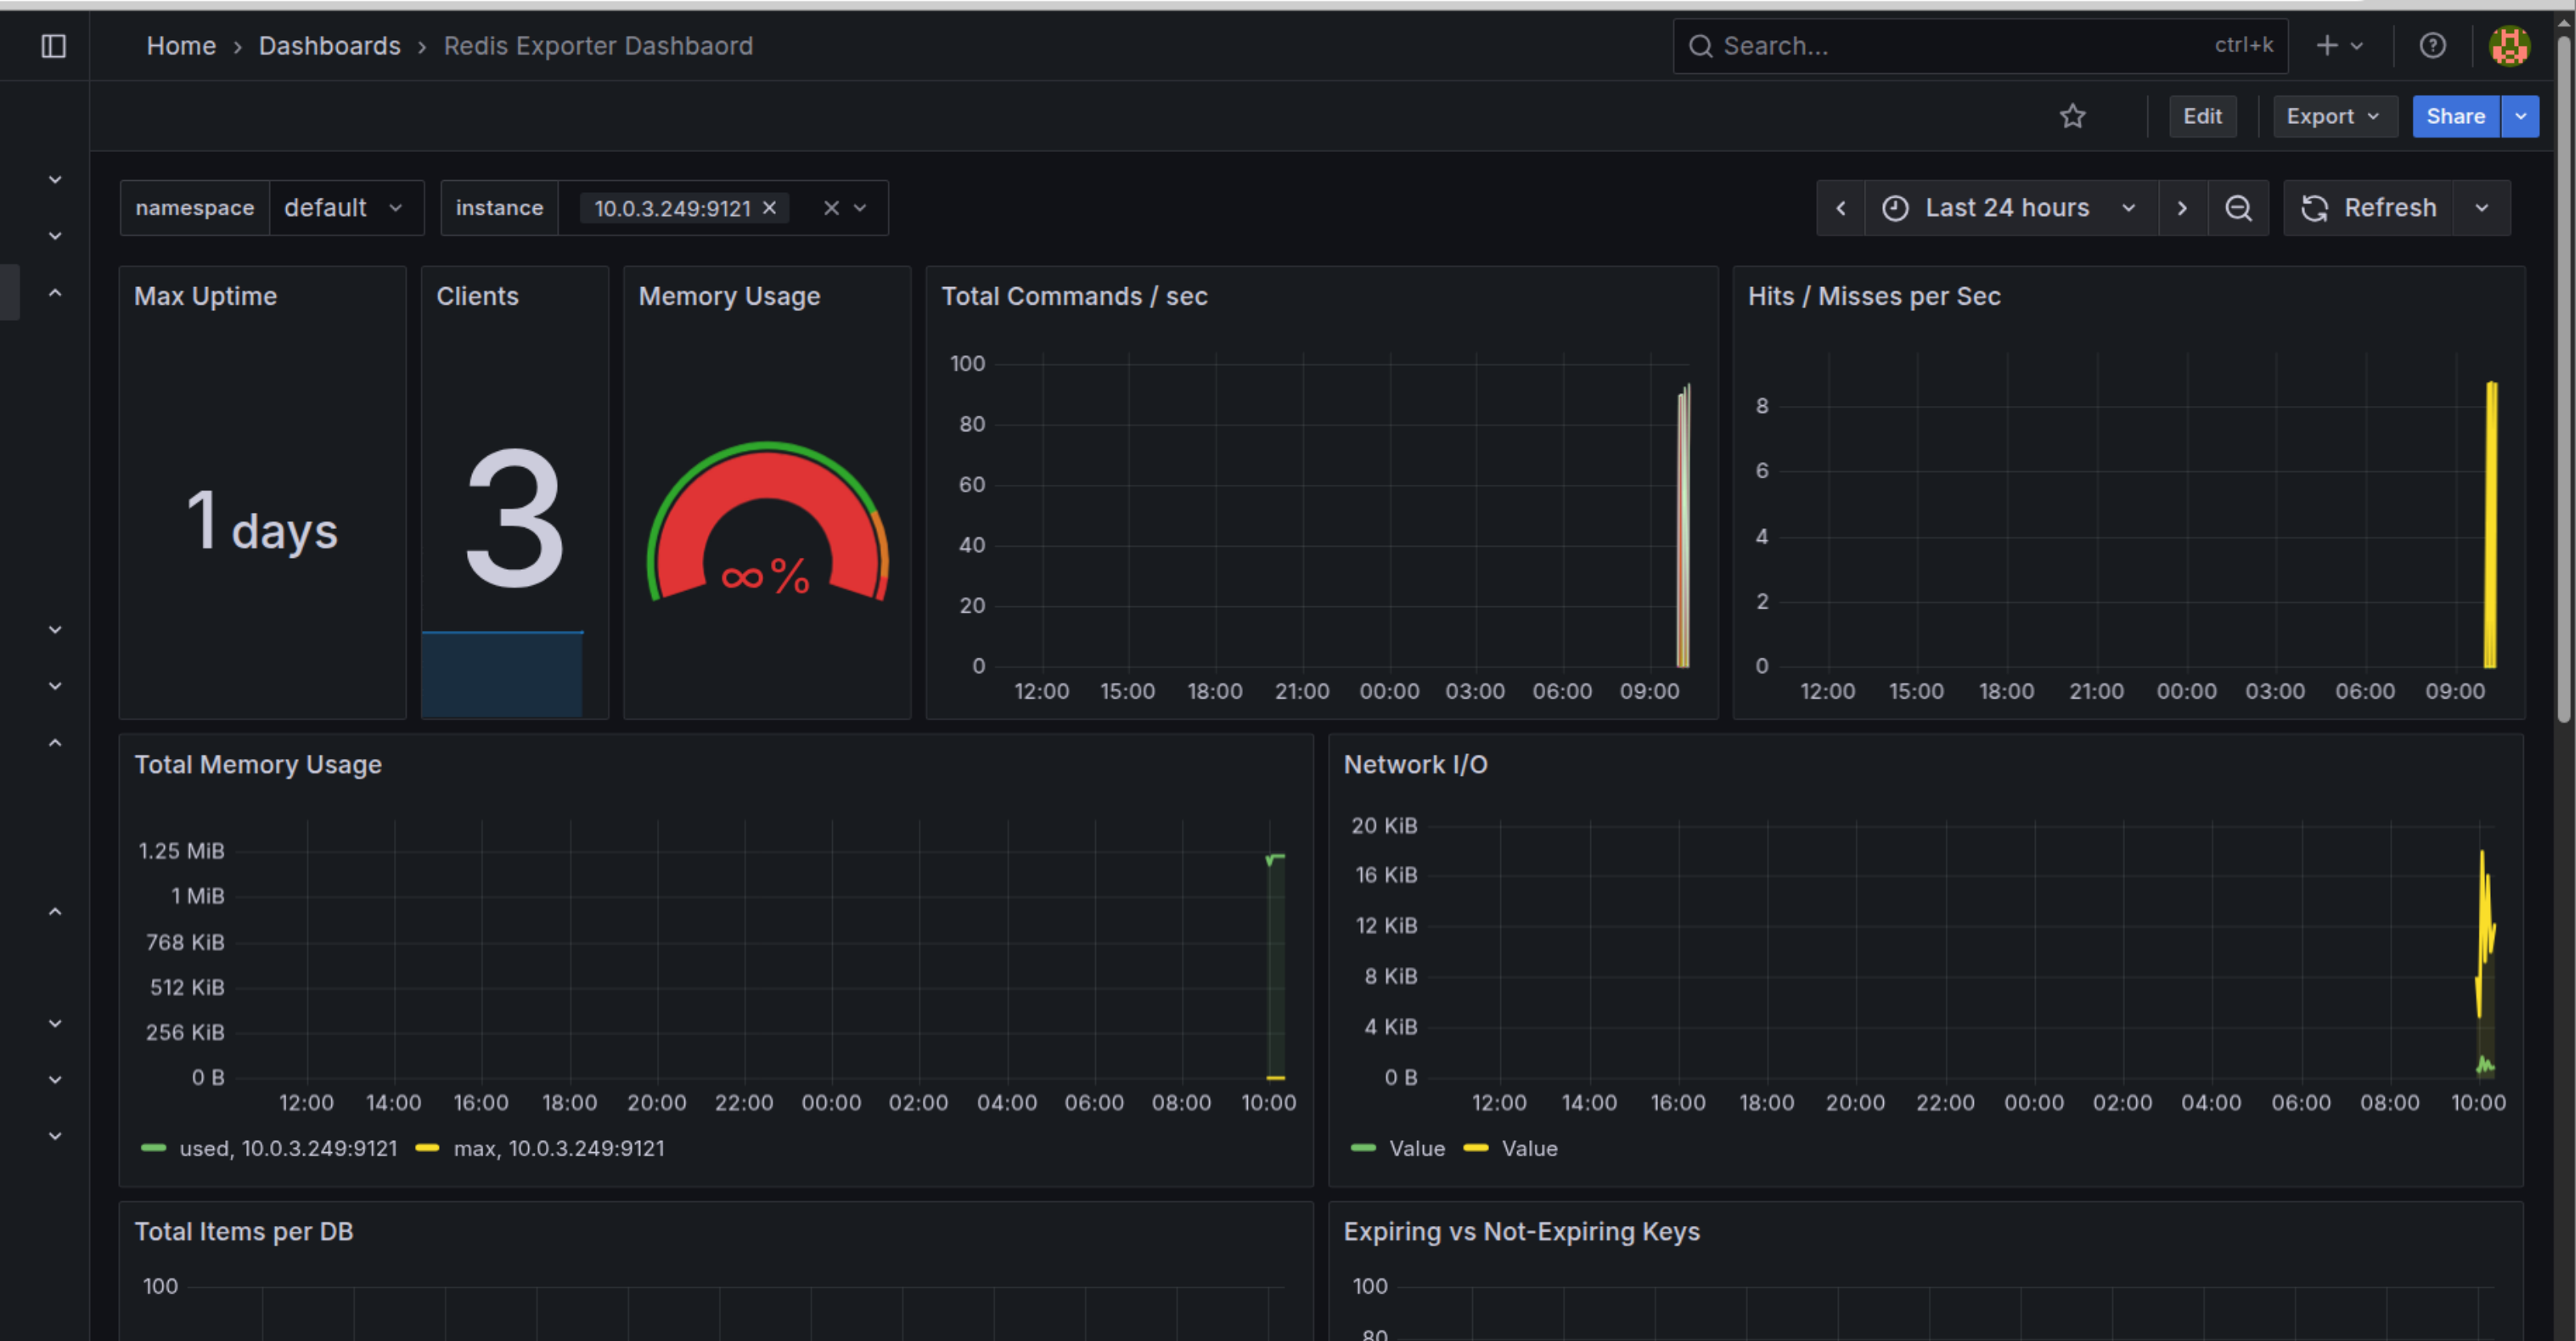 Home › Dashboards › Redis Exporter Dashbaord
Search... ctrl+k
Edit Export Share
namespace default instance 10.0.3.249:9121
Last 24 hours Refresh
Max Uptime
1 days
Clients
3
Memory Usage
∞%
Total Commands / sec
100
80
60
40
20
0
12:00 15:00 18:00 21:00 00:00 03:00 06:00 09:00
Hits / Misses per Sec
8
6
4
2
0
12:00 15:00 18:00 21:00 00:00 03:00 06:00 09:00
Total Memory Usage
1.25 MiB
1 MiB
768 KiB
512 KiB
256 KiB
0 B
12:00 14:00 16:00 18:00 20:00 22:00 00:00 02:00 04:00 06:00 08:00 10:00
used, 10.0.3.249:9121 max, 10.0.3.249:9121
Network I/O
20 KiB
16 KiB
12 KiB
8 KiB
4 KiB
0 B
12:00 14:00 16:00 18:00 20:00 22:00 00:00 02:00 04:00 06:00 08:00 10:00
Value Value
Total Items per DB
100
Expiring vs Not-Expiring Keys
100
80